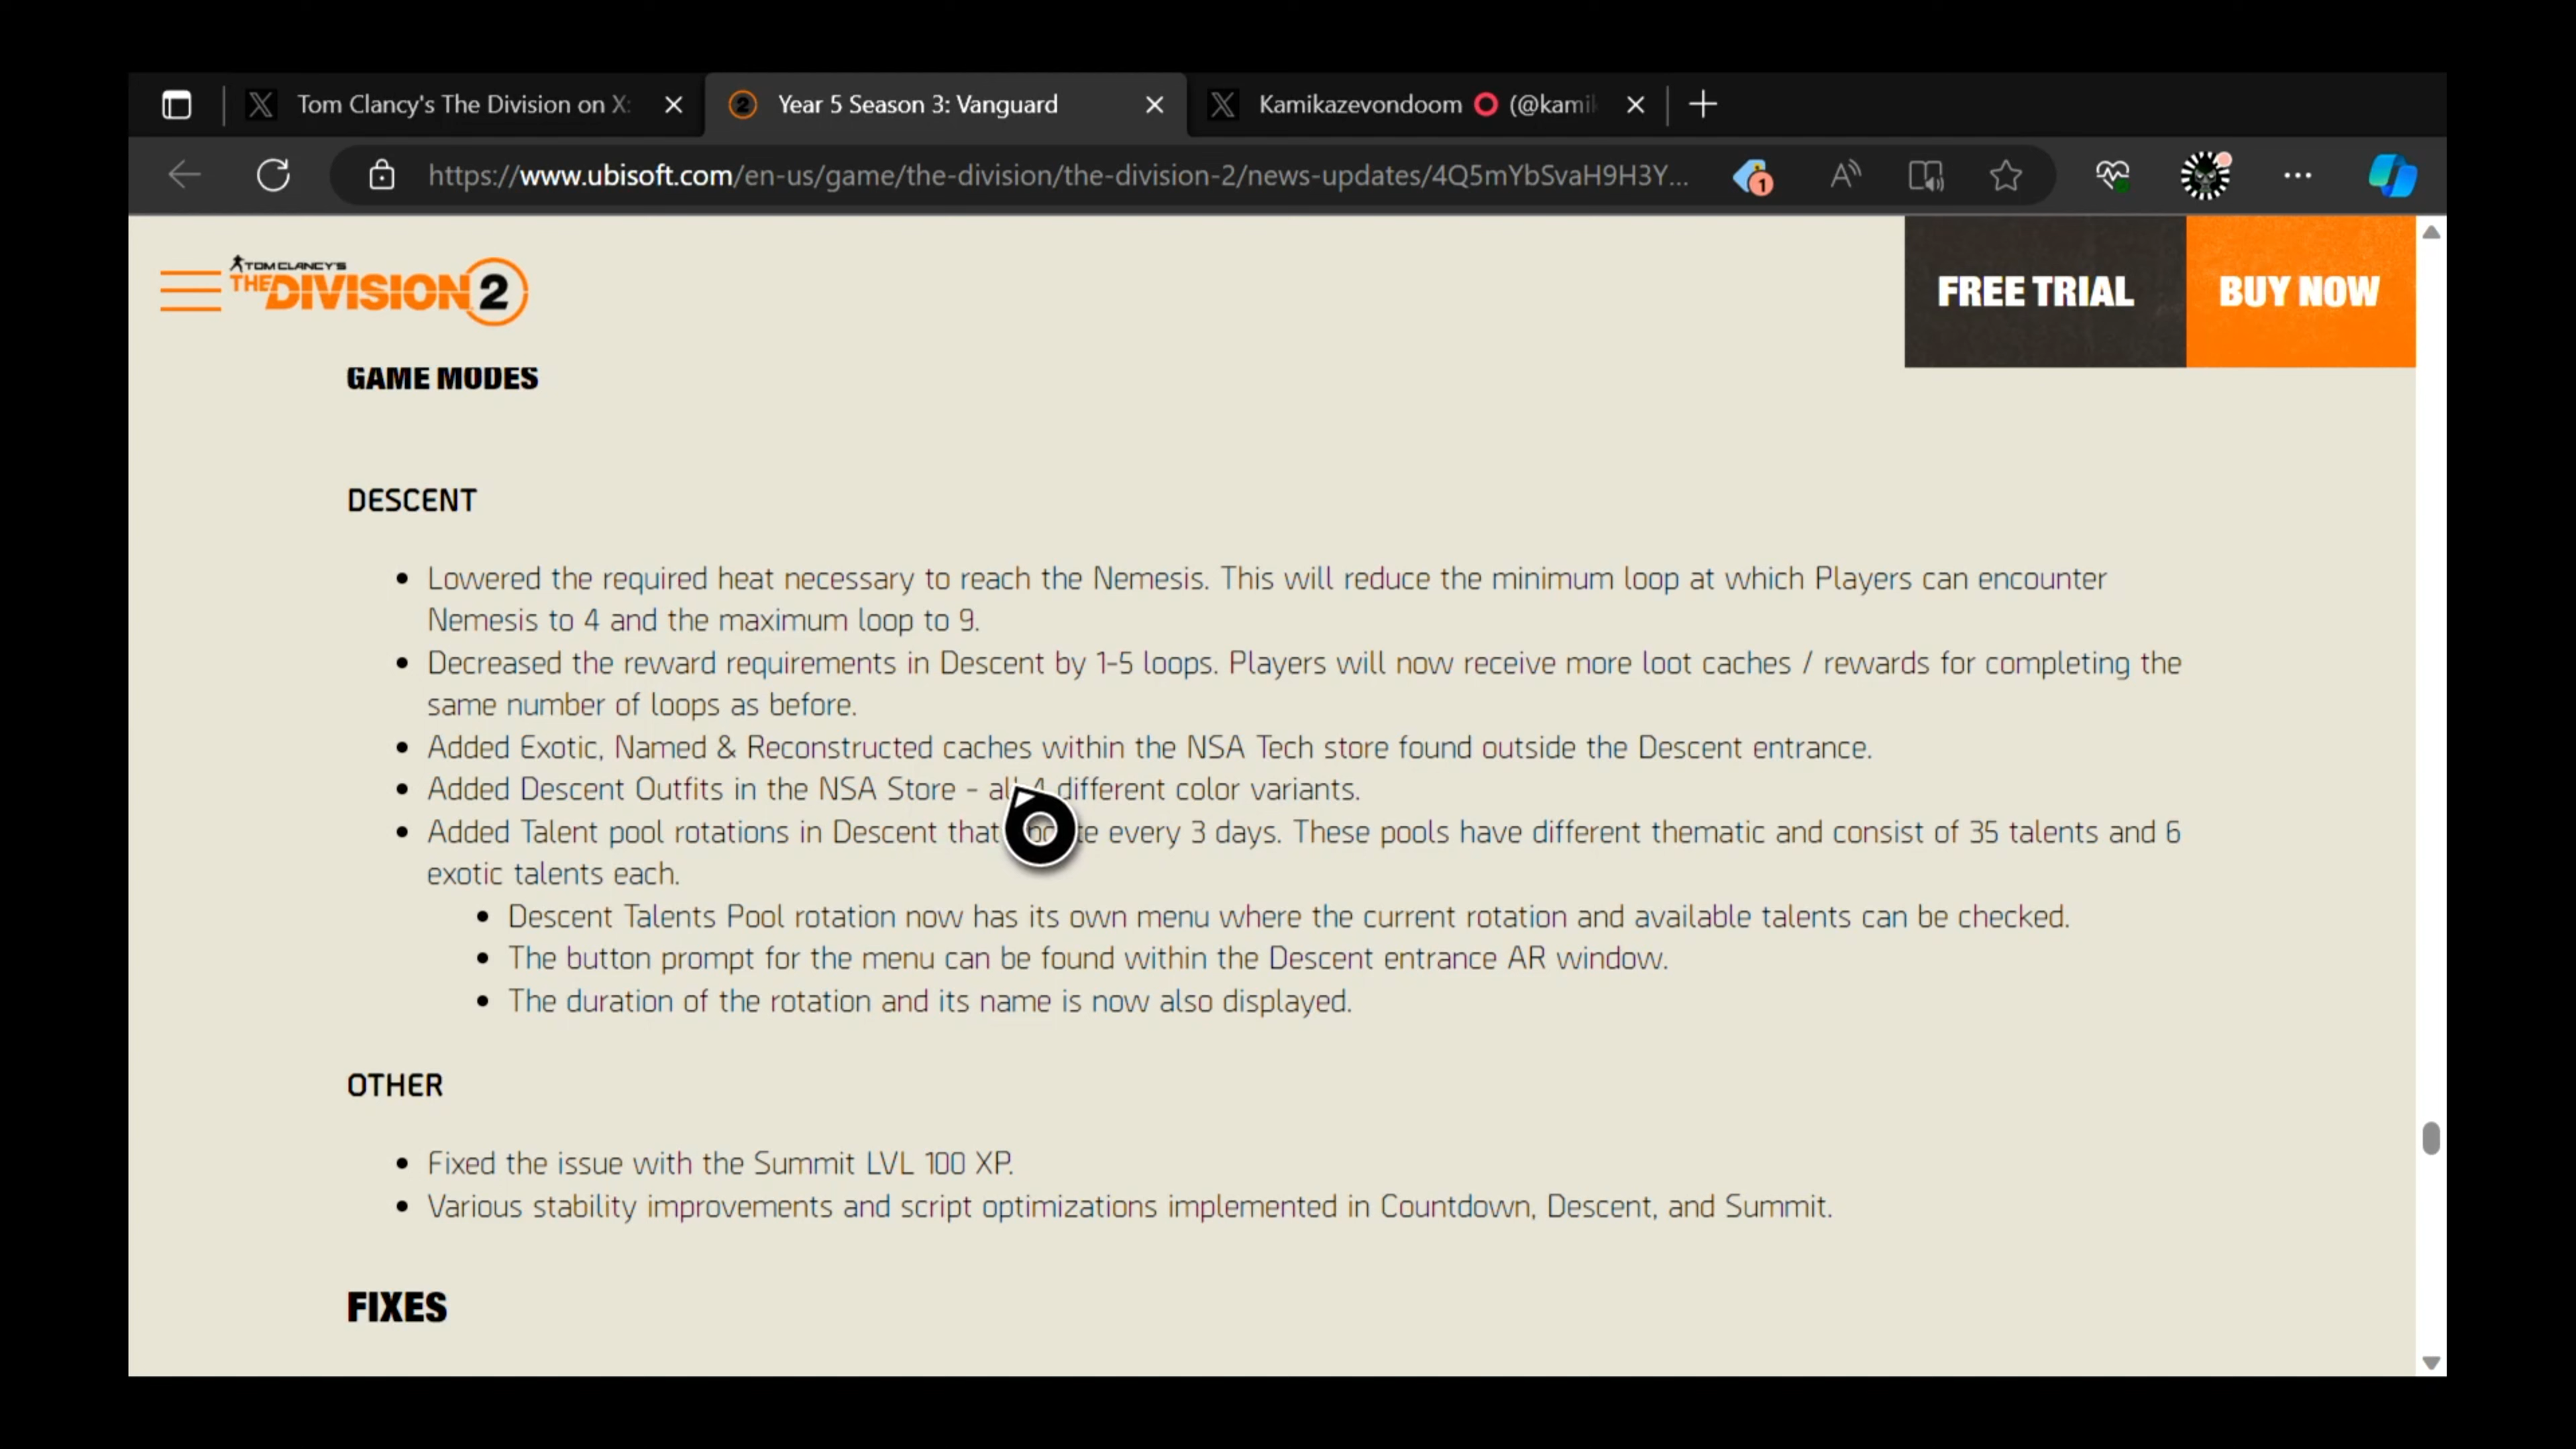 Tom Clancy's The Division on X:
Year 5 Season 3: Vanguard
Kamikazevondoom (@kami
https://www.ubisoft.com/en-us/game/the-division/the-division-2/news-updates/4Q5mYbSvaH9H3Y...
1
TOM CLANCY'S
THE DIVISION 2
FREE TRIAL
BUY NOW
GAME MODES
DESCENT
• Lowered the required heat necessary to reach the Nemesis. This will reduce the minimum loop at which Players can encounter
Nemesis to 4 and the maximum loop to 9.
• Decreased the reward requirements in Descent by 1-5 loops. Players will now receive more loot caches / rewards for completing the
same number of loops as before.
• Added Exotic, Named & Reconstructed caches within the NSA Tech store found outside the Descent entrance.
• Added Descent Outfits in the NSA Store - all 4 different color variants.
• Added Talent pool rotations in Descent that every 3 days. These pools have different thematic and consist of 35 talents and 6
exotic talents each.
• Descent Talents Pool rotation now has its own menu where the current rotation and available talents can be checked.
• The button prompt for the menu can be found within the Descent entrance AR window.
• The duration of the rotation and its name is now also displayed.
OTHER
• Fixed the issue with the Summit LVL 100 XP.
• Various stability improvements and script optimizations implemented in Countdown, Descent, and Summit.
FIXES